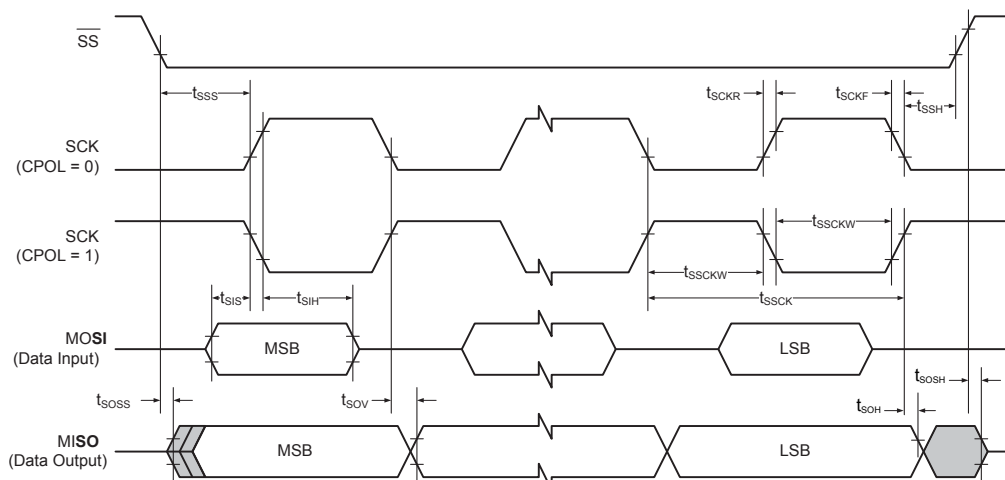 SS
tSSS
tSCKR
tSCKF
tSSH
SCK
(CPOL = 0)
SCK
(CPOL = 1)
tSSCKW
tSSCKW
tSSCK
tSIS
tSIH
MOSI
(Data Input)
MSB
LSB
tSOSS
tSOV
tSOH
tSOSH
MISO
(Data Output)
MSB
LSB